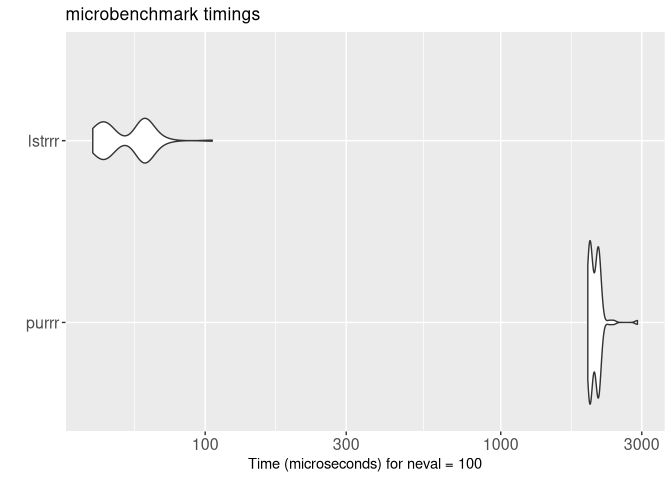 microbenchmark timings
lstrrr
purrr
100 300 1000 3000
Time (microseconds) for neval = 100